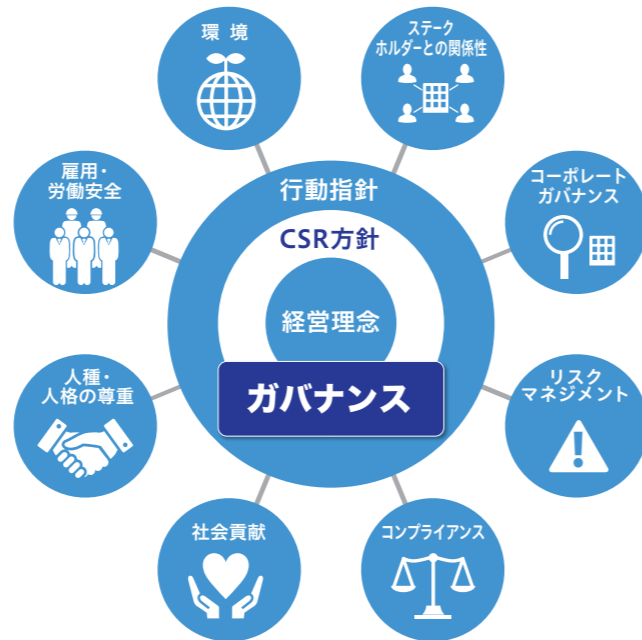 環 境
ステーク
ホルダーとの関係性
雇用・
労働安全
コーポレート
ガバナンス
行動指針
CSR方針
経営理念
ガバナンス
人種・
人格の尊重
リスク
マネジメント
社会貢献
コンプライアンス